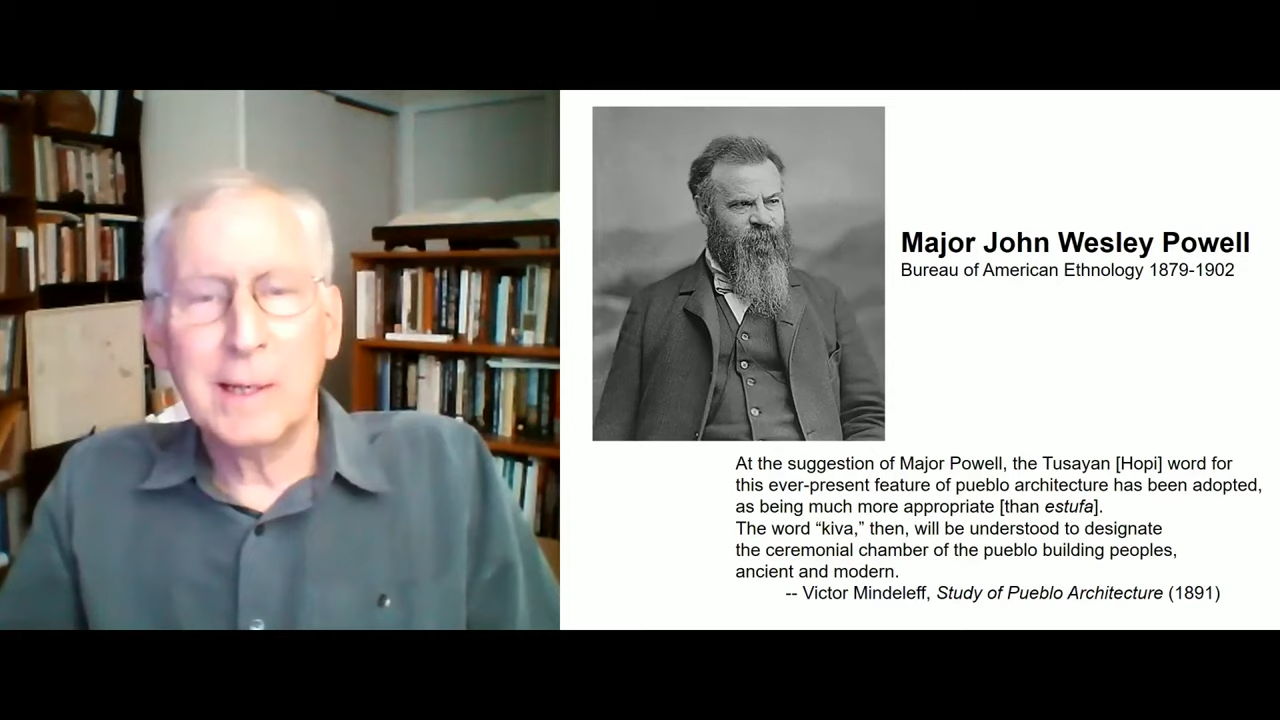 Major John Wesley Powell
Bureau of American Ethnology 1879-1902
At the suggestion of Major Powell, the Tusayan [Hopi] word for
this ever-present feature of pueblo architecture has been adopted,
as being much more appropriate [than estufa].
The word “kiva,” then, will be understood to designate
the ceremonial chamber of the pueblo building peoples,
ancient and modern.
-- Victor Mindeleff, Study of Pueblo Architecture (1891)